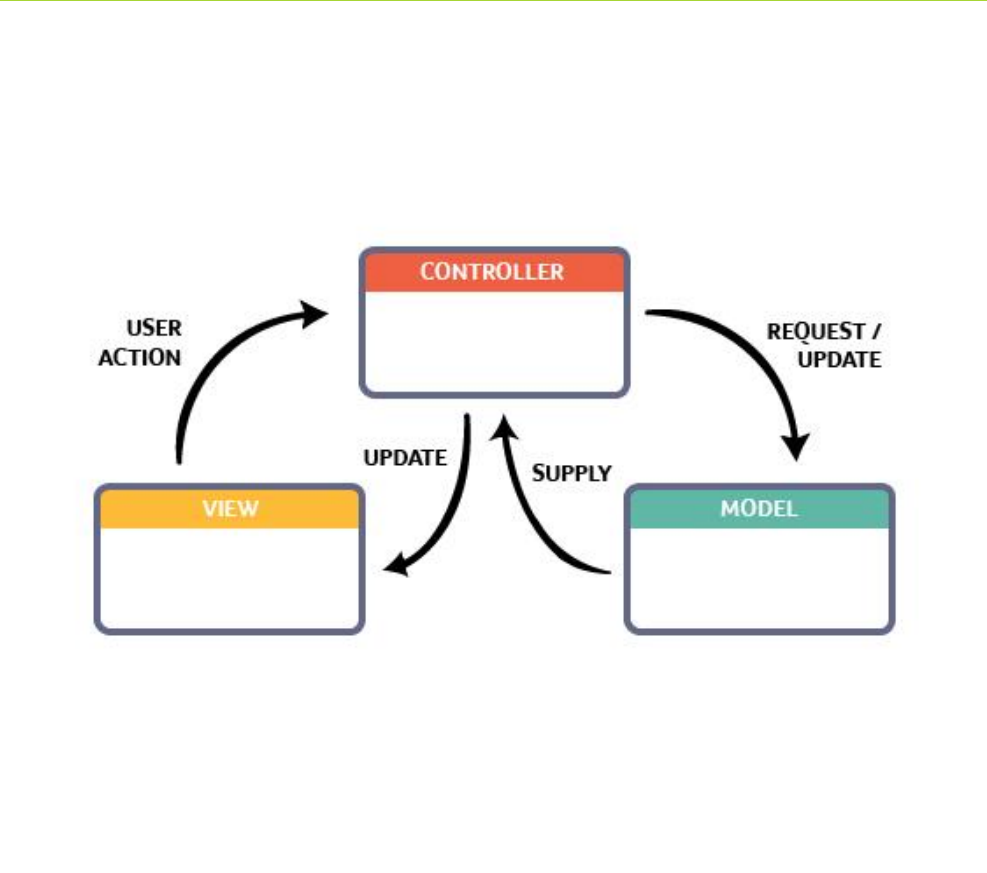 CONTROLLER
USER
ACTION
REQUEST /
UPDATE
UPDATE
SUPPLY
VIEW
MODEL